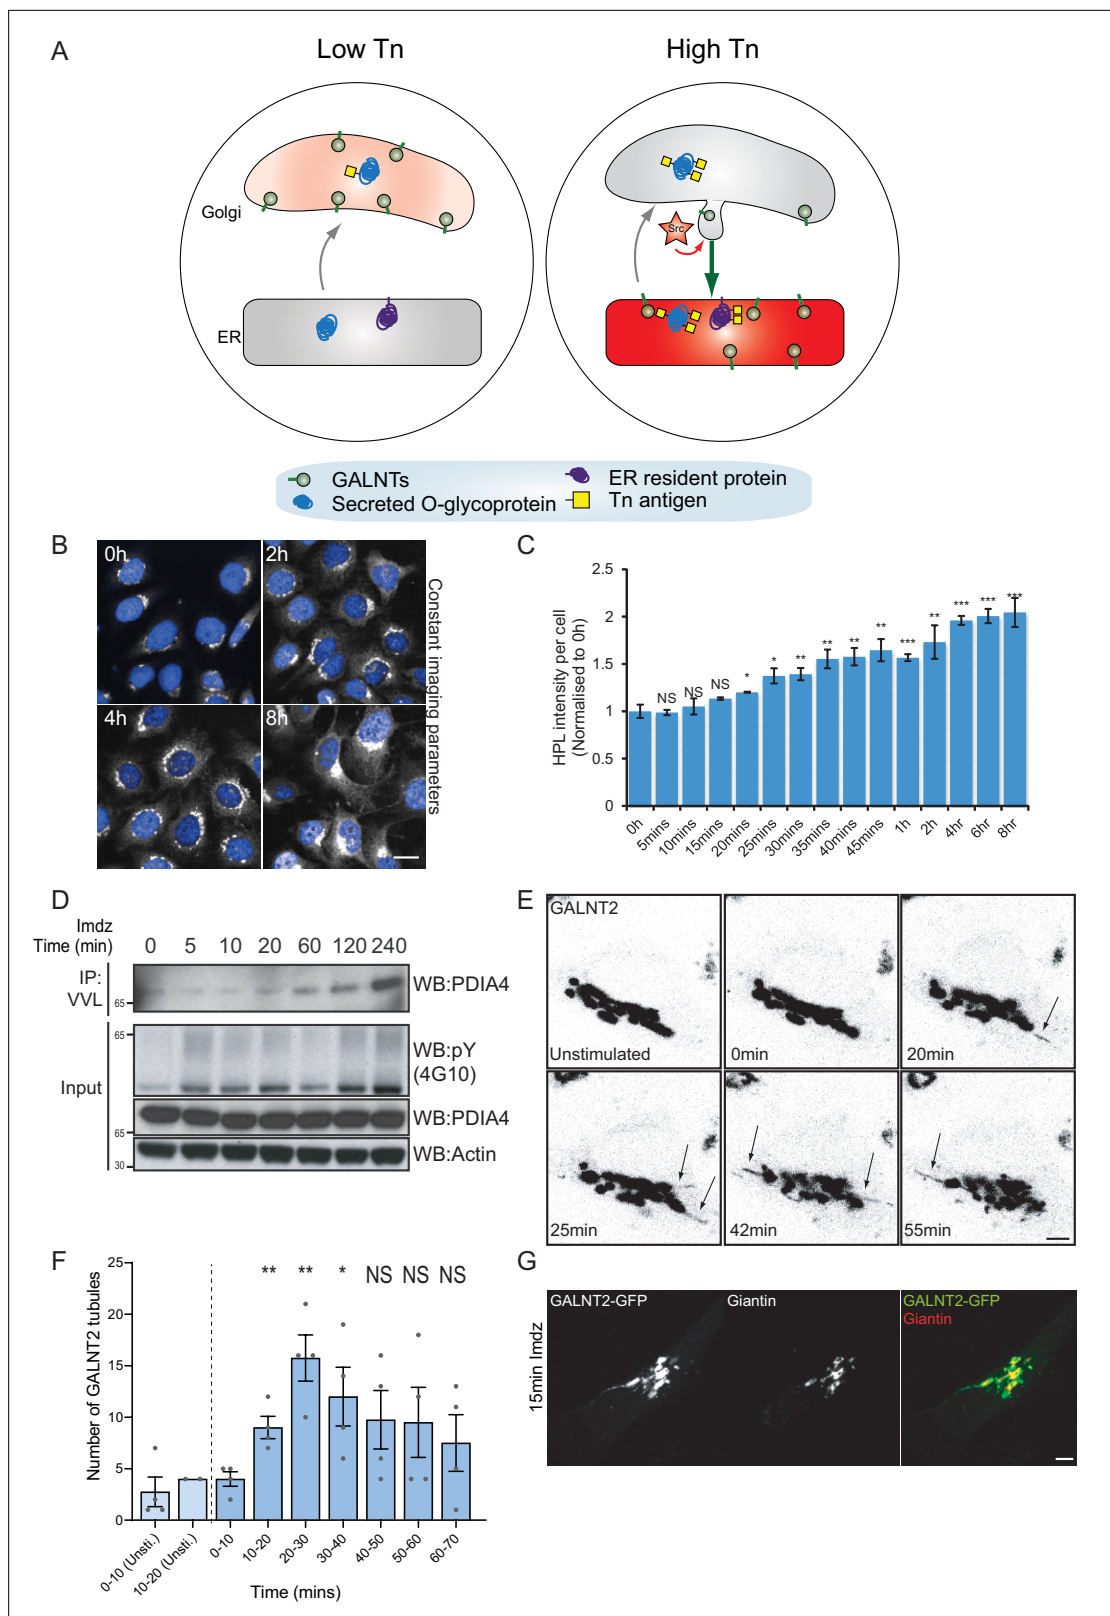 A
Low Tn
High Tn
Golgi
Src
ER
GALNTs
ER resident protein
Secreted O-glycoprotein
Tn antigen
B
0h
2h
4h
8h
Constant imaging parameters
C
HPL intensity per cell
(Normalised to 0h)
2.5
2
1.5
1
0.5
0
NS
NS
NS
*
*
**
**
**
**
***
**
***
***
***
0h
5mins
10mins
15mins
20mins
25mins
30mins
35mins
40mins
45mins
1h
2h
4hr
6hr
8hr
D
Imdz
Time (min)
0 5 10 20 60 120 240
IP:
VVL
65
WB:PDIA4
Input
65
WB:pY
(4G10)
WB:PDIA4
65
WB:Actin
30
E
GALNT2
Unstimulated
0min
20min
25min
42min
55min
F
Number of GALNT2 tubules
25
20
15
10
5
0
** ** * NS NS NS
0-10 (Unsti.)
10-20 (Unsti.)
0-10
10-20
20-30
30-40
40-50
50-60
60-70
Time (mins)
G
15min Imdz
GALNT2-GFP
Giantin
GALNT2-GFP
Giantin